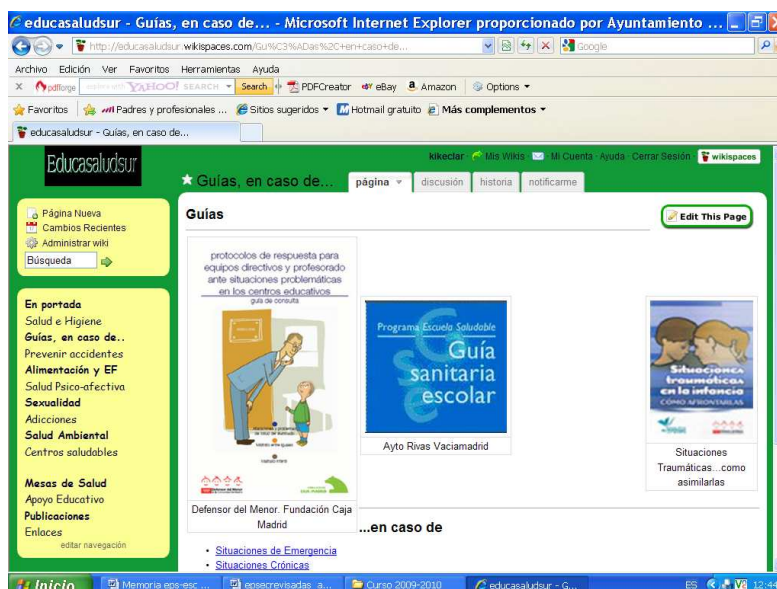 educasaludsur - Guías, en caso de... - Microsoft Internet Explorer proporcionado por Ayuntamiento ...
http://educasaludsur.wikispaces.com/Gu%C3%ADas%2C+en+caso+de...
Google
Archivo Edición Ver Favoritos Herramientas Ayuda
pdfforge YAHOO! SEARCH Search PDFCreator eBay Amazon Options
Favoritos Padres y profesionales ... Sitios sugeridos Hotmail gratuito Más complementos
educasaludsur - Guías, en caso de...
Educasaludsur
kikeclar Mis Wikis Mi Cuenta Ayuda Cerrar Sesión wikispaces
Guías, en caso de...
página discusión historia notificarme
Página Nueva
Cambios Recientes
Administrar wiki
Búsqueda
En portada
Salud e Higiene
Guías, en caso de..
Prevenir accidentes
Alimentación y EF
Salud Psico-afectiva
Sexualidad
Adicciones
Salud Ambiental
Centros saludables
Mesas de Salud
Apoyo Educativo
Publicaciones
Enlaces
editar navegación
Guías
Edit This Page
protocolos de respuesta para
equipos directivos y profesorado
ante situaciones problemáticas
en los centros educativos
guía de consulta
Defensor del Menor. Fundación Caja
Madrid
Programa Escuela Saludable
Guía
sanitaria
escolar
Ayto Rivas Vaciamadrid
Situaciones
traumáticas
en la infancia
CÓMO AFRONTARLAS
Situaciones
Traumáticas...como
asimilarlas
...en caso de
Situaciones de Emergencia
Situaciones Crónicas
Inicio
Memoria eps-esc ...
epsecrevisadas_a...
Curso 2009-2010
educasaludsur - G...
ES
12:44